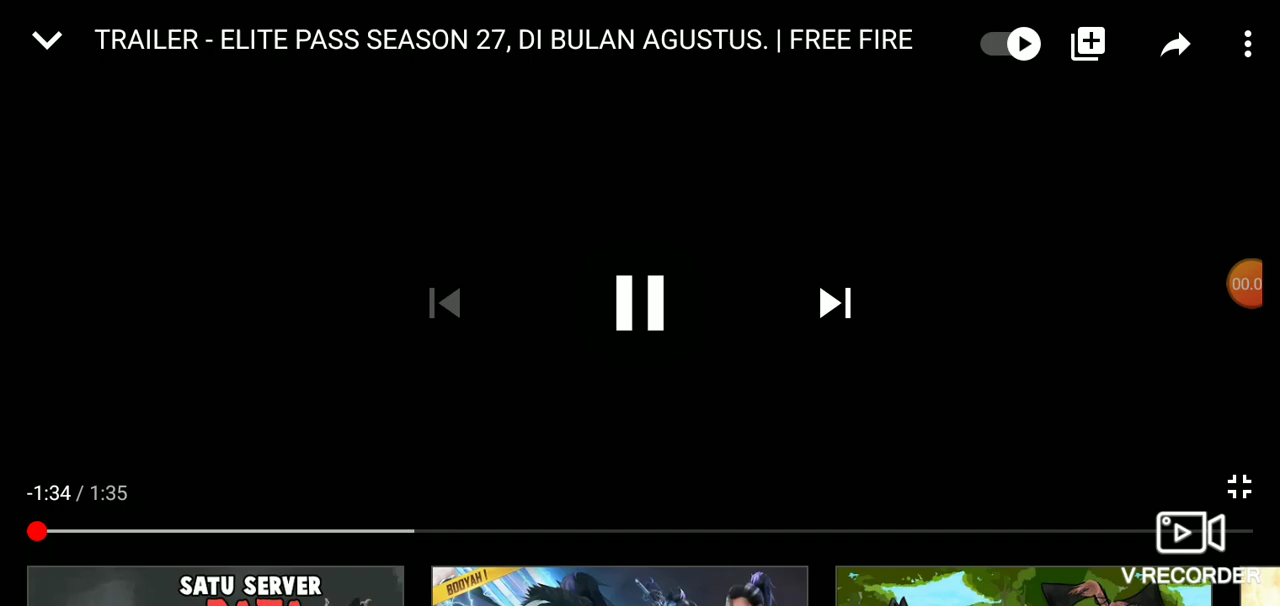 TRAILER - ELITE PASS SEASON 27, DI BULAN AGUSTUS. | FREE FIRE
00.0
-1:34 / 1:35
V-RECORDER
SATU SERVER
BOOYAH !